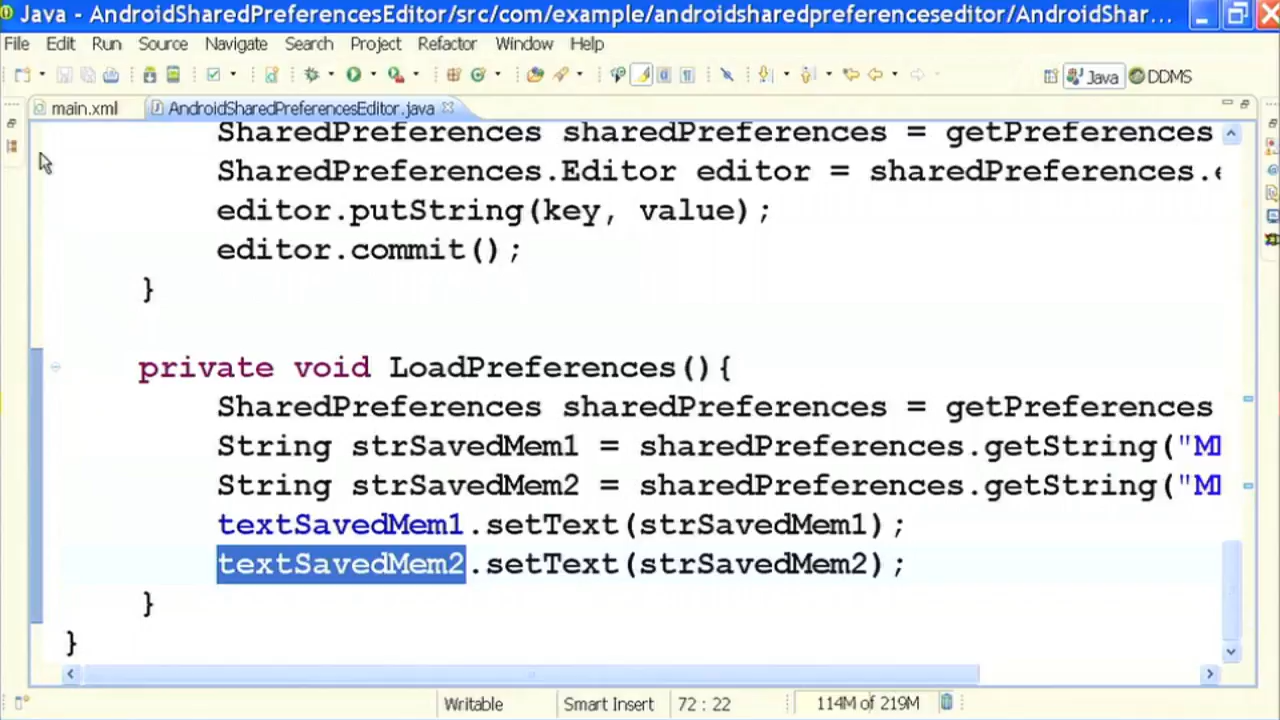 Java - AndroidSharedPreferencesEditor/src/com/example/androidsharedpreferenceseditor/AndroidShar...
File Edit Run Source Navigate Search Project Refactor Window Help
Java DDMS
main.xml AndroidSharedPreferencesEditor.java
SharedPreferences sharedPreferences = getPreferences
SharedPreferences.Editor editor = sharedPreferences.e
editor.putString(key, value);
editor.commit();
}
private void LoadPreferences(){
SharedPreferences sharedPreferences = getPreferences
String strSavedMem1 = sharedPreferences.getString("M
String strSavedMem2 = sharedPreferences.getString("M
textSavedMem1.setText(strSavedMem1);
textSavedMem2.setText(strSavedMem2);
}
}
Writable Smart Insert 72 : 22 114M of 219M